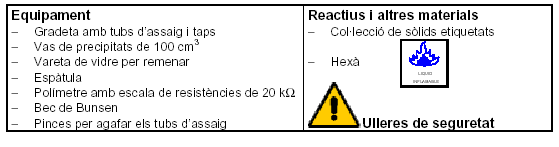 Equipament
– Gradeta amb tubs d'assaig i taps
– Vas de precipitats de 100 cm³
– Vareta de vidre per remenar
– Espàtula
– Polímetre amb escala de resistències de 20 kΩ
– Bec de Bunsen
– Pinces per agafar els tubs d'assaig
Reactius i altres materials
– Col·lecció de sòlids etiquetats
– Hexà
LIQUID
INFLAMABLE
Ulleres de seguretat